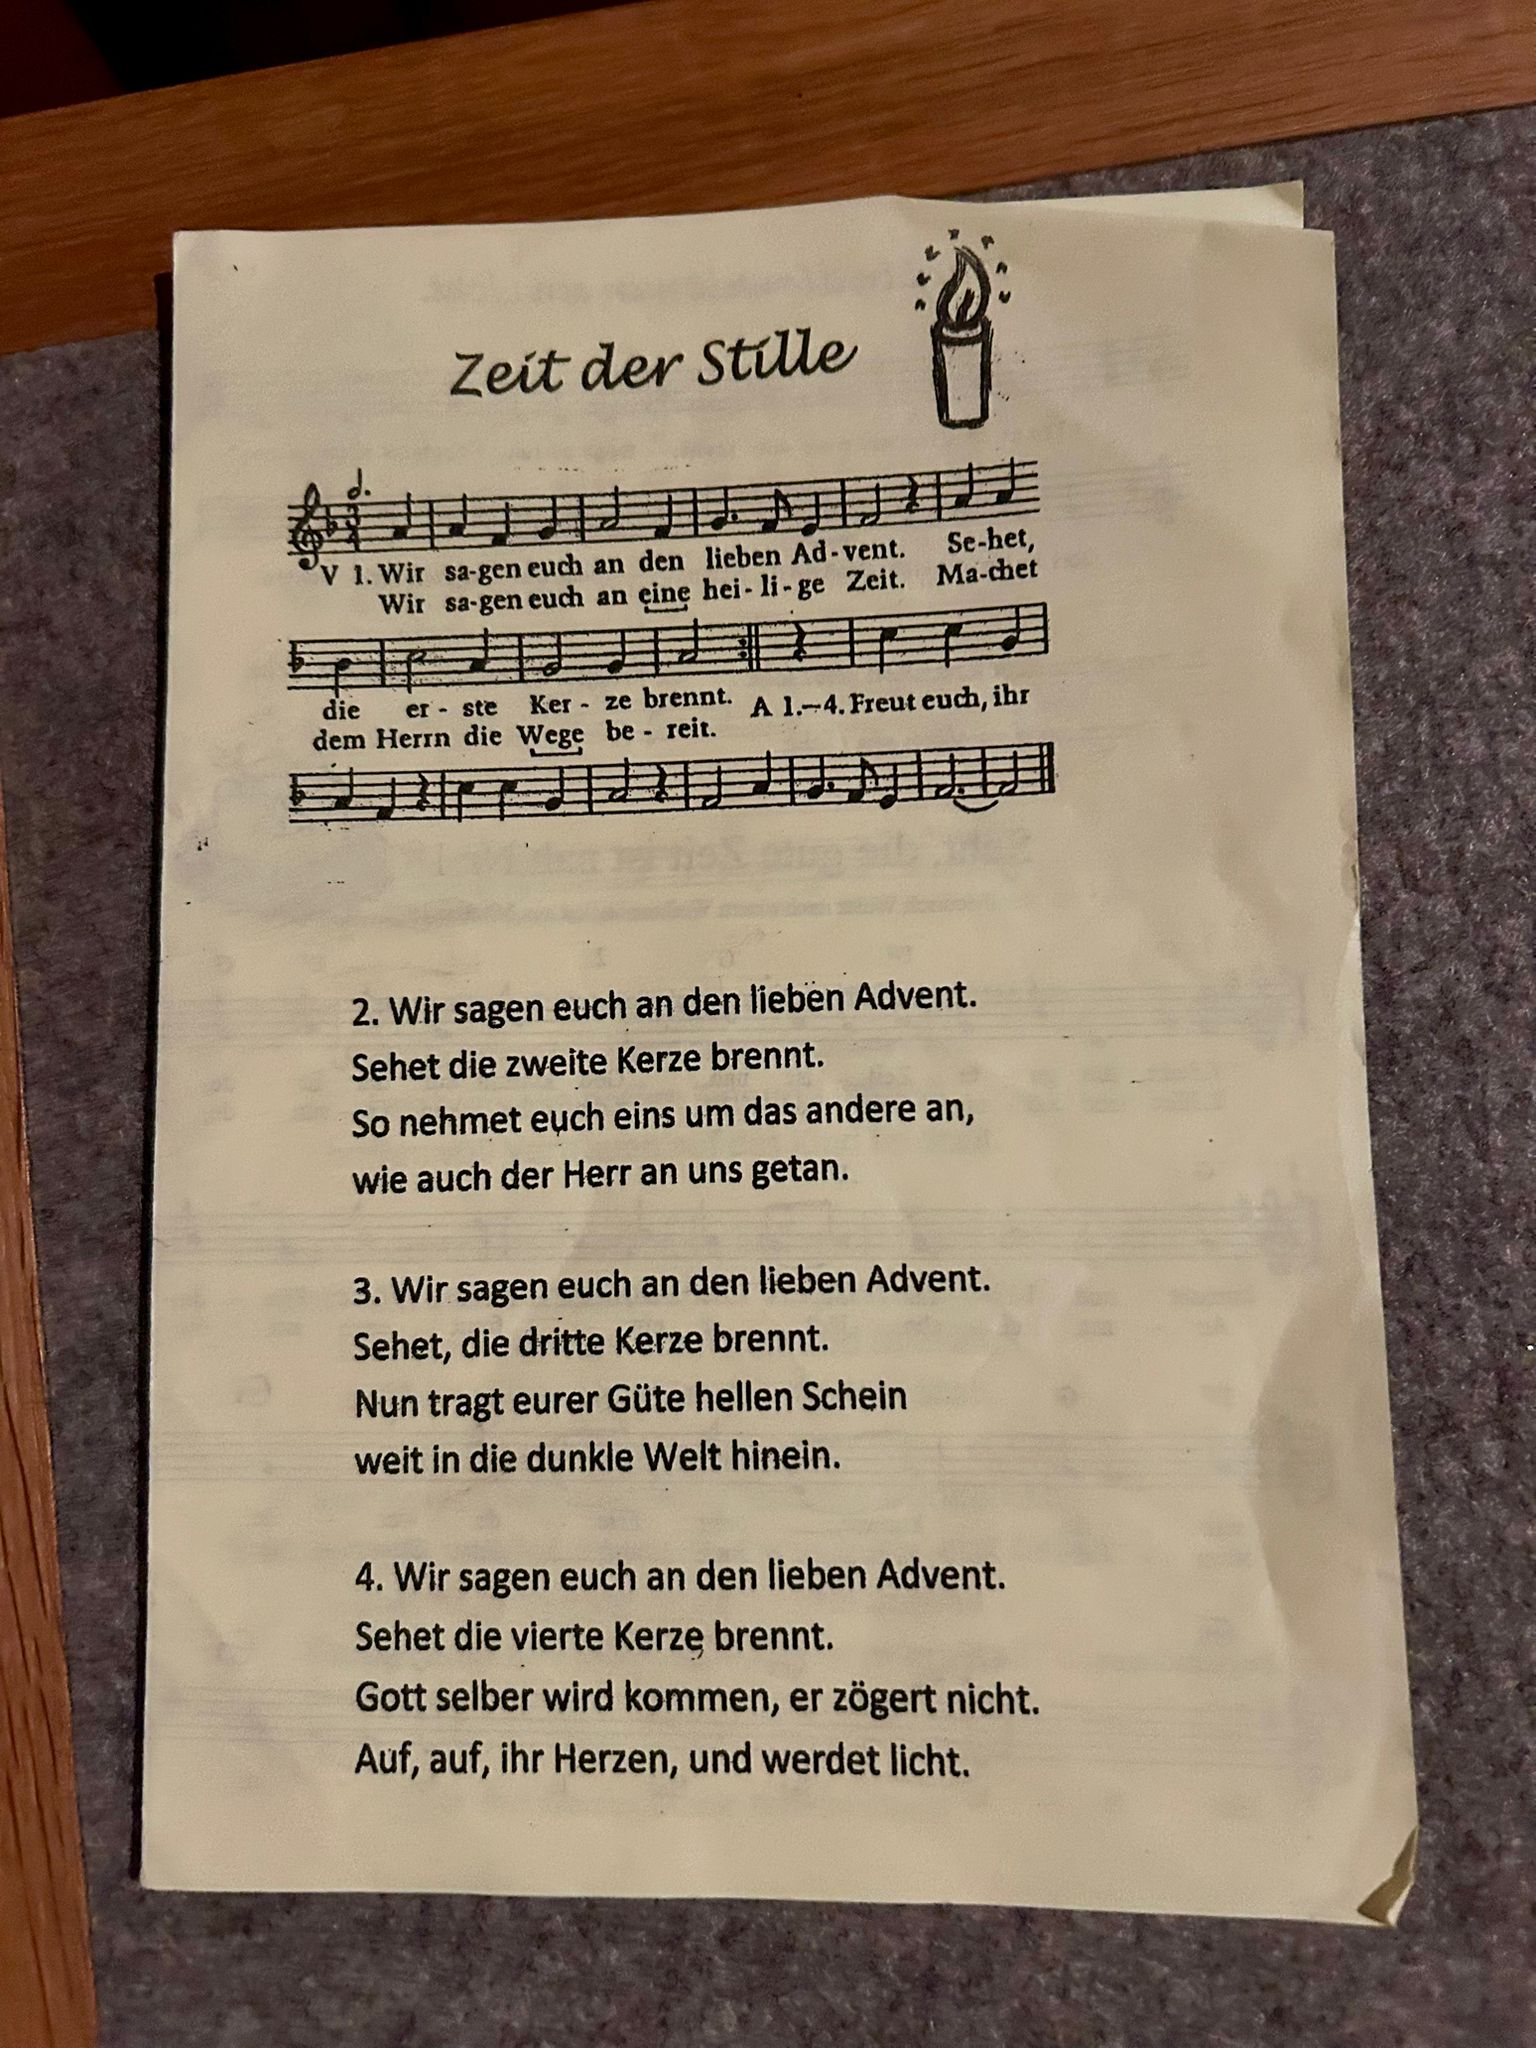 Zeit der Stille
V 1. Wir sa-gen euch an den lieben Ad-vent. Se-het,
Wir sa-gen euch an eine hei-li-ge Zeit. Ma-chet
die er-ste Ker-ze brennt. A 1.–4. Freut euch, ihr
dem Herrn die Wege be-reit.
2. Wir sagen euch an den lieben Advent.
Sehet die zweite Kerze brennt.
So nehmet euch eins um das andere an,
wie auch der Herr an uns getan.
3. Wir sagen euch an den lieben Advent.
Sehet, die dritte Kerze brennt.
Nun tragt eurer Güte hellen Schein
weit in die dunkle Welt hinein.
4. Wir sagen euch an den lieben Advent.
Sehet die vierte Kerze brennt.
Gott selber wird kommen, er zögert nicht.
Auf, auf, ihr Herzen, und werdet licht.